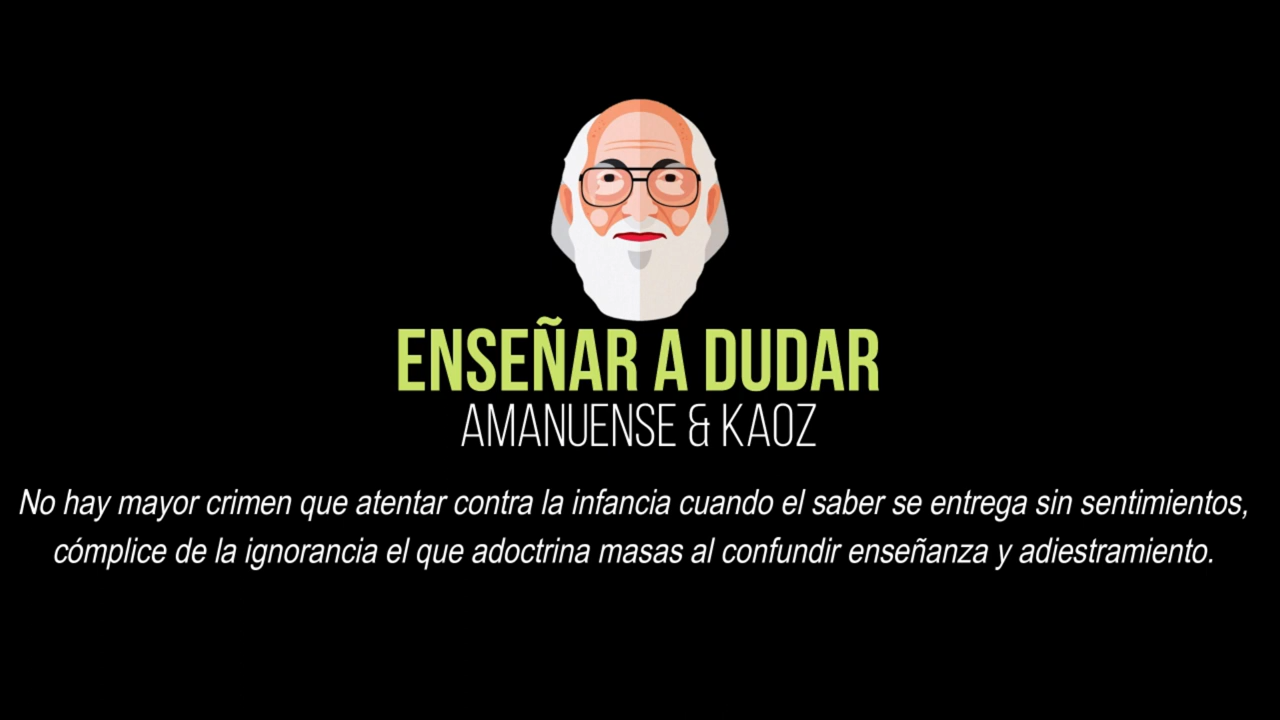 ENSEÑAR A DUDAR
AMANUENSE & KAOZ
No hay mayor crimen que atentar contra la infancia cuando el saber se entrega sin sentimientos,
cómplice de la ignorancia el que adoctrina masas al confundir enseñanza y adiestramiento.